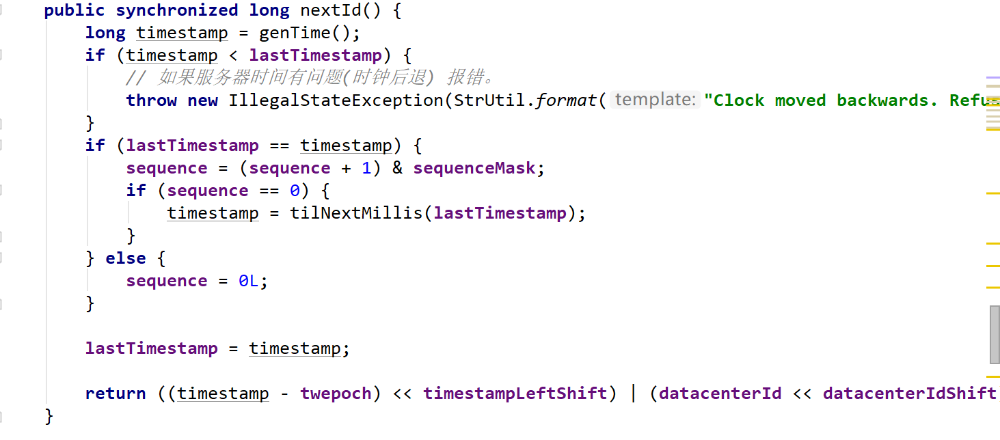 public synchronized long nextId() {
long timestamp = genTime();
if (timestamp < lastTimestamp) {
// 如果服务器时间有问题(时钟后退) 报错。
throw new IllegalStateException(StrUtil.format( template: "Clock moved backwards. Refus
}
if (lastTimestamp == timestamp) {
sequence = (sequence + 1) & sequenceMask;
if (sequence == 0) {
timestamp = tilNextMillis(lastTimestamp);
}
} else {
sequence = 0L;
}
lastTimestamp = timestamp;
return ((timestamp - twepoch) << timestampLeftShift) | (datacenterId << datacenterIdShift
}